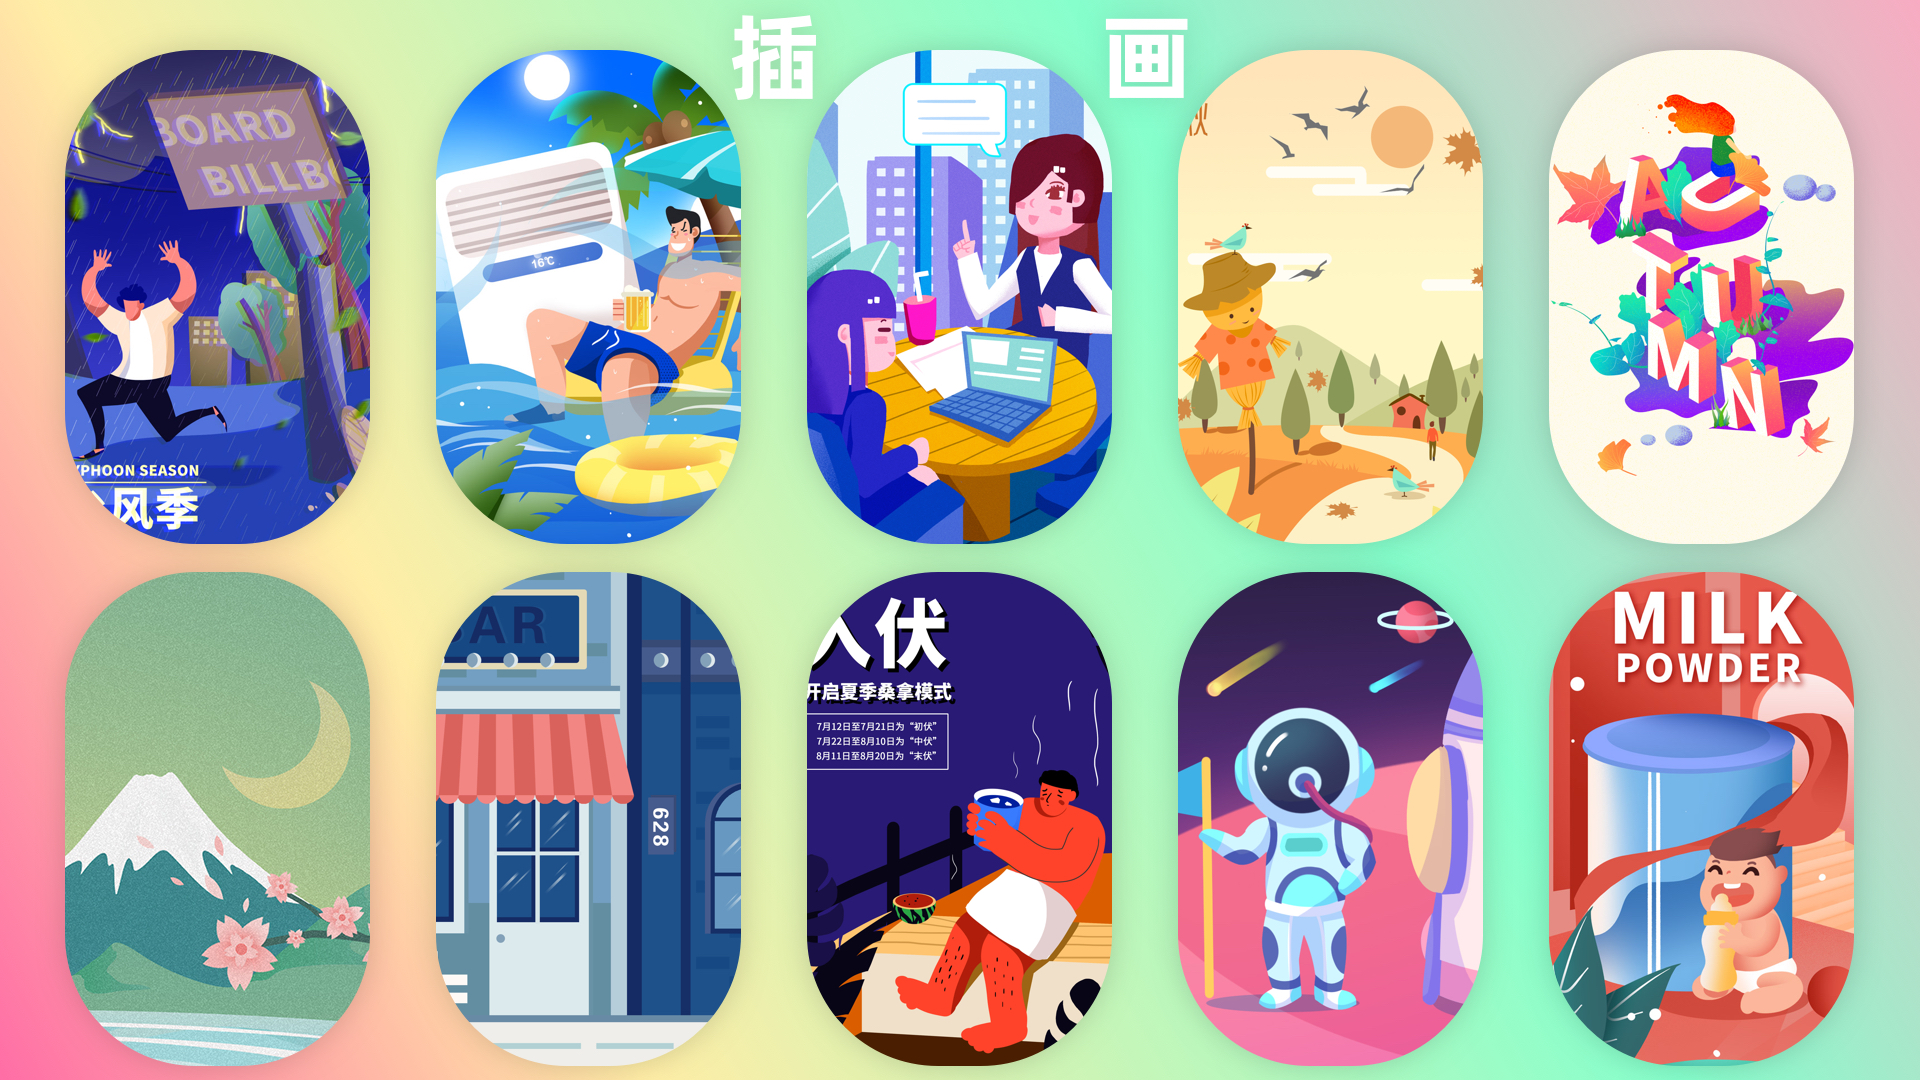 插 画
BOARD
BILLBO
YPHOON SEASON
风季
16℃
秋
AUTUMN
BAR
628
入伏
开启夏季桑拿模式
7月12日至7月21日为“初伏”
7月22日至8月10日为“中伏”
8月11日至8月20日为“末伏”
MILK
POWDER